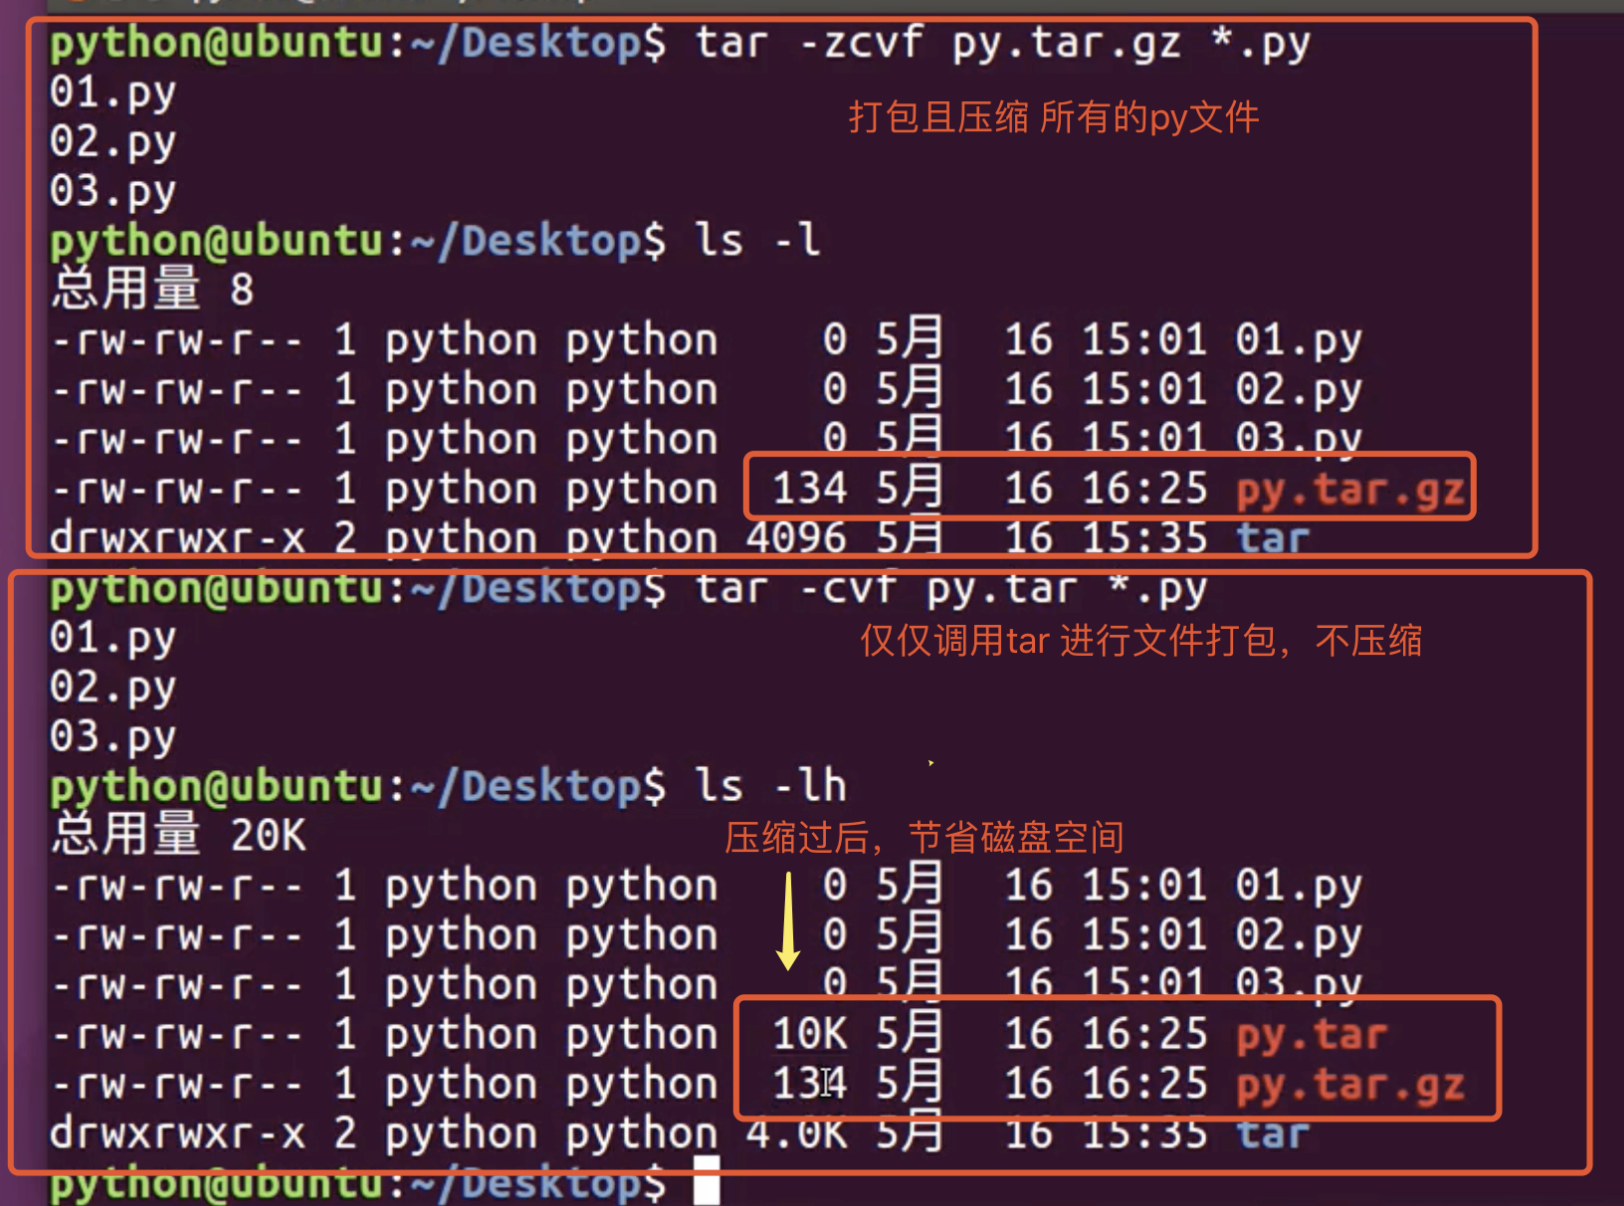 python@ubuntu:~/Desktop$ tar -zcvf py.tar.gz *.py
01.py
打包且压缩 所有的py文件
02.py
03.py
python@ubuntu:~/Desktop$ ls -l
总用量 8
-rw-rw-r-- 1 python python    0 5月  16 15:01 01.py
-rw-rw-r-- 1 python python    0 5月  16 15:01 02.py
-rw-rw-r-- 1 python python    0 5月  16 15:01 03.py
-rw-rw-r-- 1 python python  134 5月  16 16:25 py.tar.gz
drwxrwxr-x 2 python python 4096 5月  16 15:35 tar
python@ubuntu:~/Desktop$ tar -cvf py.tar *.py
01.py
仅仅调用tar 进行文件打包，不压缩
02.py
03.py
python@ubuntu:~/Desktop$ ls -lh
总用量 20K
压缩过后，节省磁盘空间
-rw-rw-r-- 1 python python    0 5月  16 15:01 01.py
-rw-rw-r-- 1 python python    0 5月  16 15:01 02.py
-rw-rw-r-- 1 python python    0 5月  16 15:01 03.py
-rw-rw-r-- 1 python python  10K 5月  16 16:25 py.tar
-rw-rw-r-- 1 python python  134 5月  16 16:25 py.tar.gz
drwxrwxr-x 2 python python 4.0K 5月  16 15:35 tar
python@ubuntu:~/Desktop$